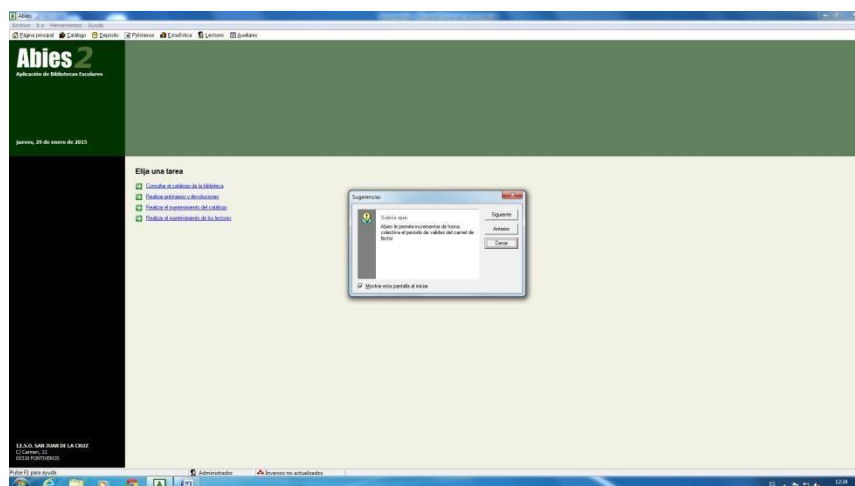 Abies
Archivo Ir a Herramientas Ayuda
Página principal Catálogo Depósito Préstamos Estadística Lectores Auxiliares
Abies 2
Aplicación de Bibliotecas Escolares
jueves, 29 de enero de 2015
Elija una tarea
Consultar el catálogo de la biblioteca
Realizar préstamos y devoluciones
Realizar el mantenimiento del catálogo
Realizar el mantenimiento de los lectores
Sugerencias
Sabía que
Abies le permite incrementar de forma
colectiva el periodo de validez del carnet de
lector
Siguiente
Anterior
Cerrar
Mostrar esta pantalla al iniciar
I.E.S.O. SAN JUAN DE LA CRUZ
C/ Carmen, 21
FONTIVEROS
Pulse F1 para ayuda Administrador Inversos no actualizados
12:34